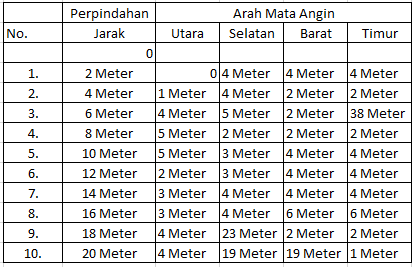 Perpindahan Arah Mata Angin
No. Jarak Utara Selatan Barat Timur
0
1. 2 Meter 0 4 Meter 4 Meter 4 Meter
2. 4 Meter 1 Meter 4 Meter 2 Meter 2 Meter
3. 6 Meter 4 Meter 5 Meter 2 Meter 38 Meter
4. 8 Meter 5 Meter 2 Meter 2 Meter 2 Meter
5. 10 Meter 5 Meter 3 Meter 4 Meter 4 Meter
6. 12 Meter 2 Meter 3 Meter 4 Meter 4 Meter
7. 14 Meter 3 Meter 4 Meter 4 Meter 4 Meter
8. 16 Meter 3 Meter 4 Meter 6 Meter 6 Meter
9. 18 Meter 4 Meter 23 Meter 2 Meter 2 Meter
10. 20 Meter 4 Meter 19 Meter 19 Meter 1 Meter